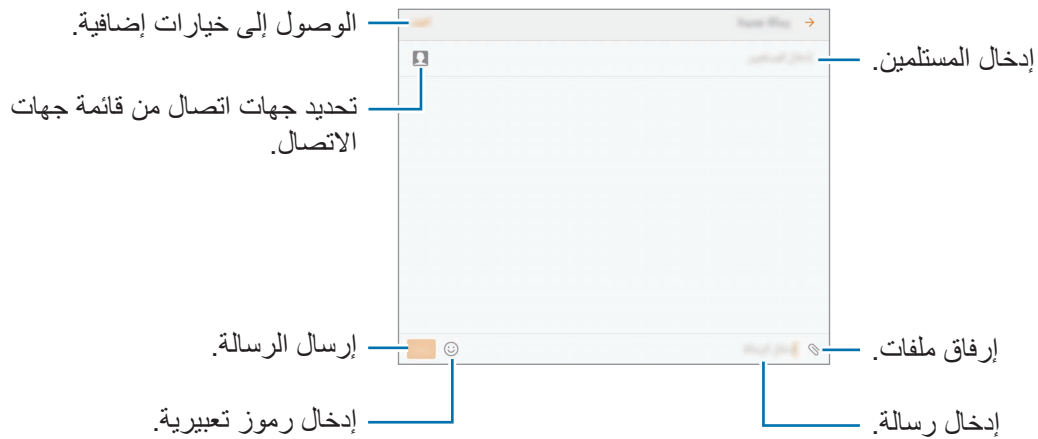 الوصول إلى خيارات إضافية.
إدخال المستلمين.
تحديد جهات اتصال من قائمة جهات
الاتصال.
إرسال الرسالة.
إرفاق ملفات.
إدخال رموز تعبيرية.
إدخال رسالة.